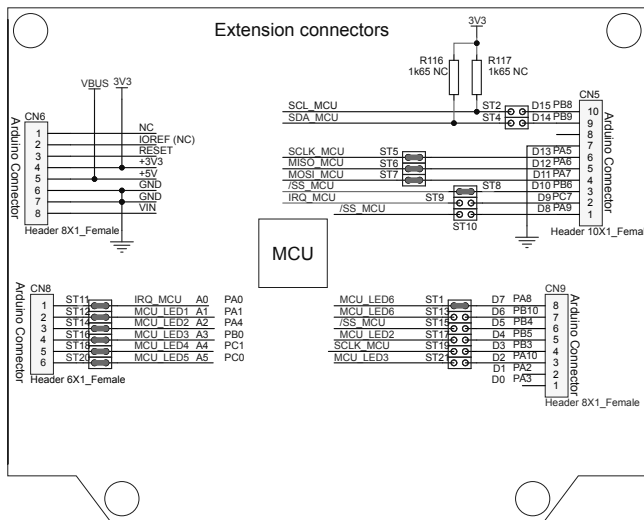 Extension connectors
3V3
R116
1k65 NC
R117
1k65 NC
VBUS 3V3
CN6
1 NC
2 IOREF (NC)
3 RESET
4 +3V3
5 +5V
6 GND
7 GND
8 VIN
Arduino Connector
Header 8X1_Female
CN5
SCL_MCU ST2 D15 PB8 10
SDA_MCU ST4 D14 PB9 9
8
7
SCLK_MCU ST5 D13 PA5 6
MISO_MCU ST6 D12 PA6 5
MOSI_MCU ST7 D11 PA7 4
/SS_MCU ST8 D10 PB6 3
IRQ_MCU ST9 D9 PC7 2
/SS_MCU ST10 D8 PA9 1
Arduino Connector
Header 10X1_Femal
MCU
CN8
1 ST11 IRQ_MCU A0 PA0
2 ST12 MCU_LED1 A1 PA1
3 ST14 MCU_LED2 A2 PA4
4 ST16 MCU_LED3 A3 PB0
5 ST18 MCU_LED4 A4 PC1
6 ST20 MCU_LED5 A5 PC0
Arduino Connector
Header 6X1_Female
CN9
MCU_LED6 ST1 D7 PA8 8
MCU_LED6 ST13 D6 PB10 7
/SS_MCU ST15 D5 PB4 6
MCU_LED2 ST17 D4 PB5 5
SCLK_MCU ST19 D3 PB3 4
MCU_LED3 ST21 D2 PA10 3
D1 PA2 2
D0 PA3 1
Arduino Connector
Header 8X1_Female